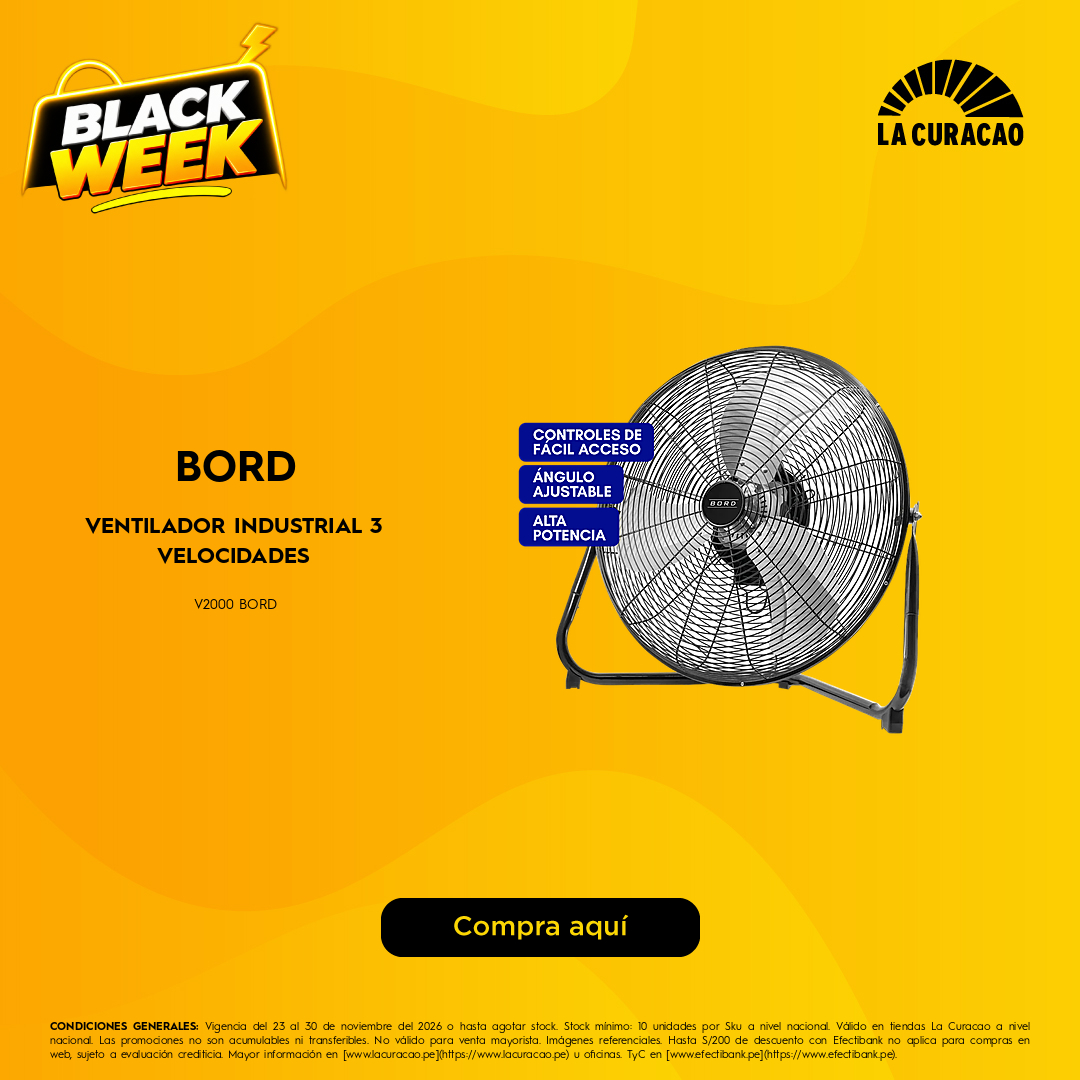 BLACK
WEEK
LA CURACAO
BORD
VENTILADOR INDUSTRIAL 3
VELOCIDADES
V2000 BORD
CONTROLES DE
FÁCIL ACCESO
ÁNGULO
AJUSTABLE
ALTA
POTENCIA
BORD
Compra aquí
CONDICIONES GENERALES: Vigencia del 23 al 30 de noviembre del 2026 o hasta agotar stock. Stock mínimo: 10 unidades por Sku a nivel nacional. Válido en tiendas La Curacao a nivel
nacional. Las promociones no son acumulables ni transferibles. No válido para venta mayorista. Imágenes referenciales. Hasta S/200 de descuento con Efectibank no aplica para compras en
web, sujeto a evaluación crediticia. Mayor información en [www.lacuracao.pe](https://www.lacuracao.pe) u oficinas. TyC en [www.efectibank.pe](https://www.efectibank.pe).